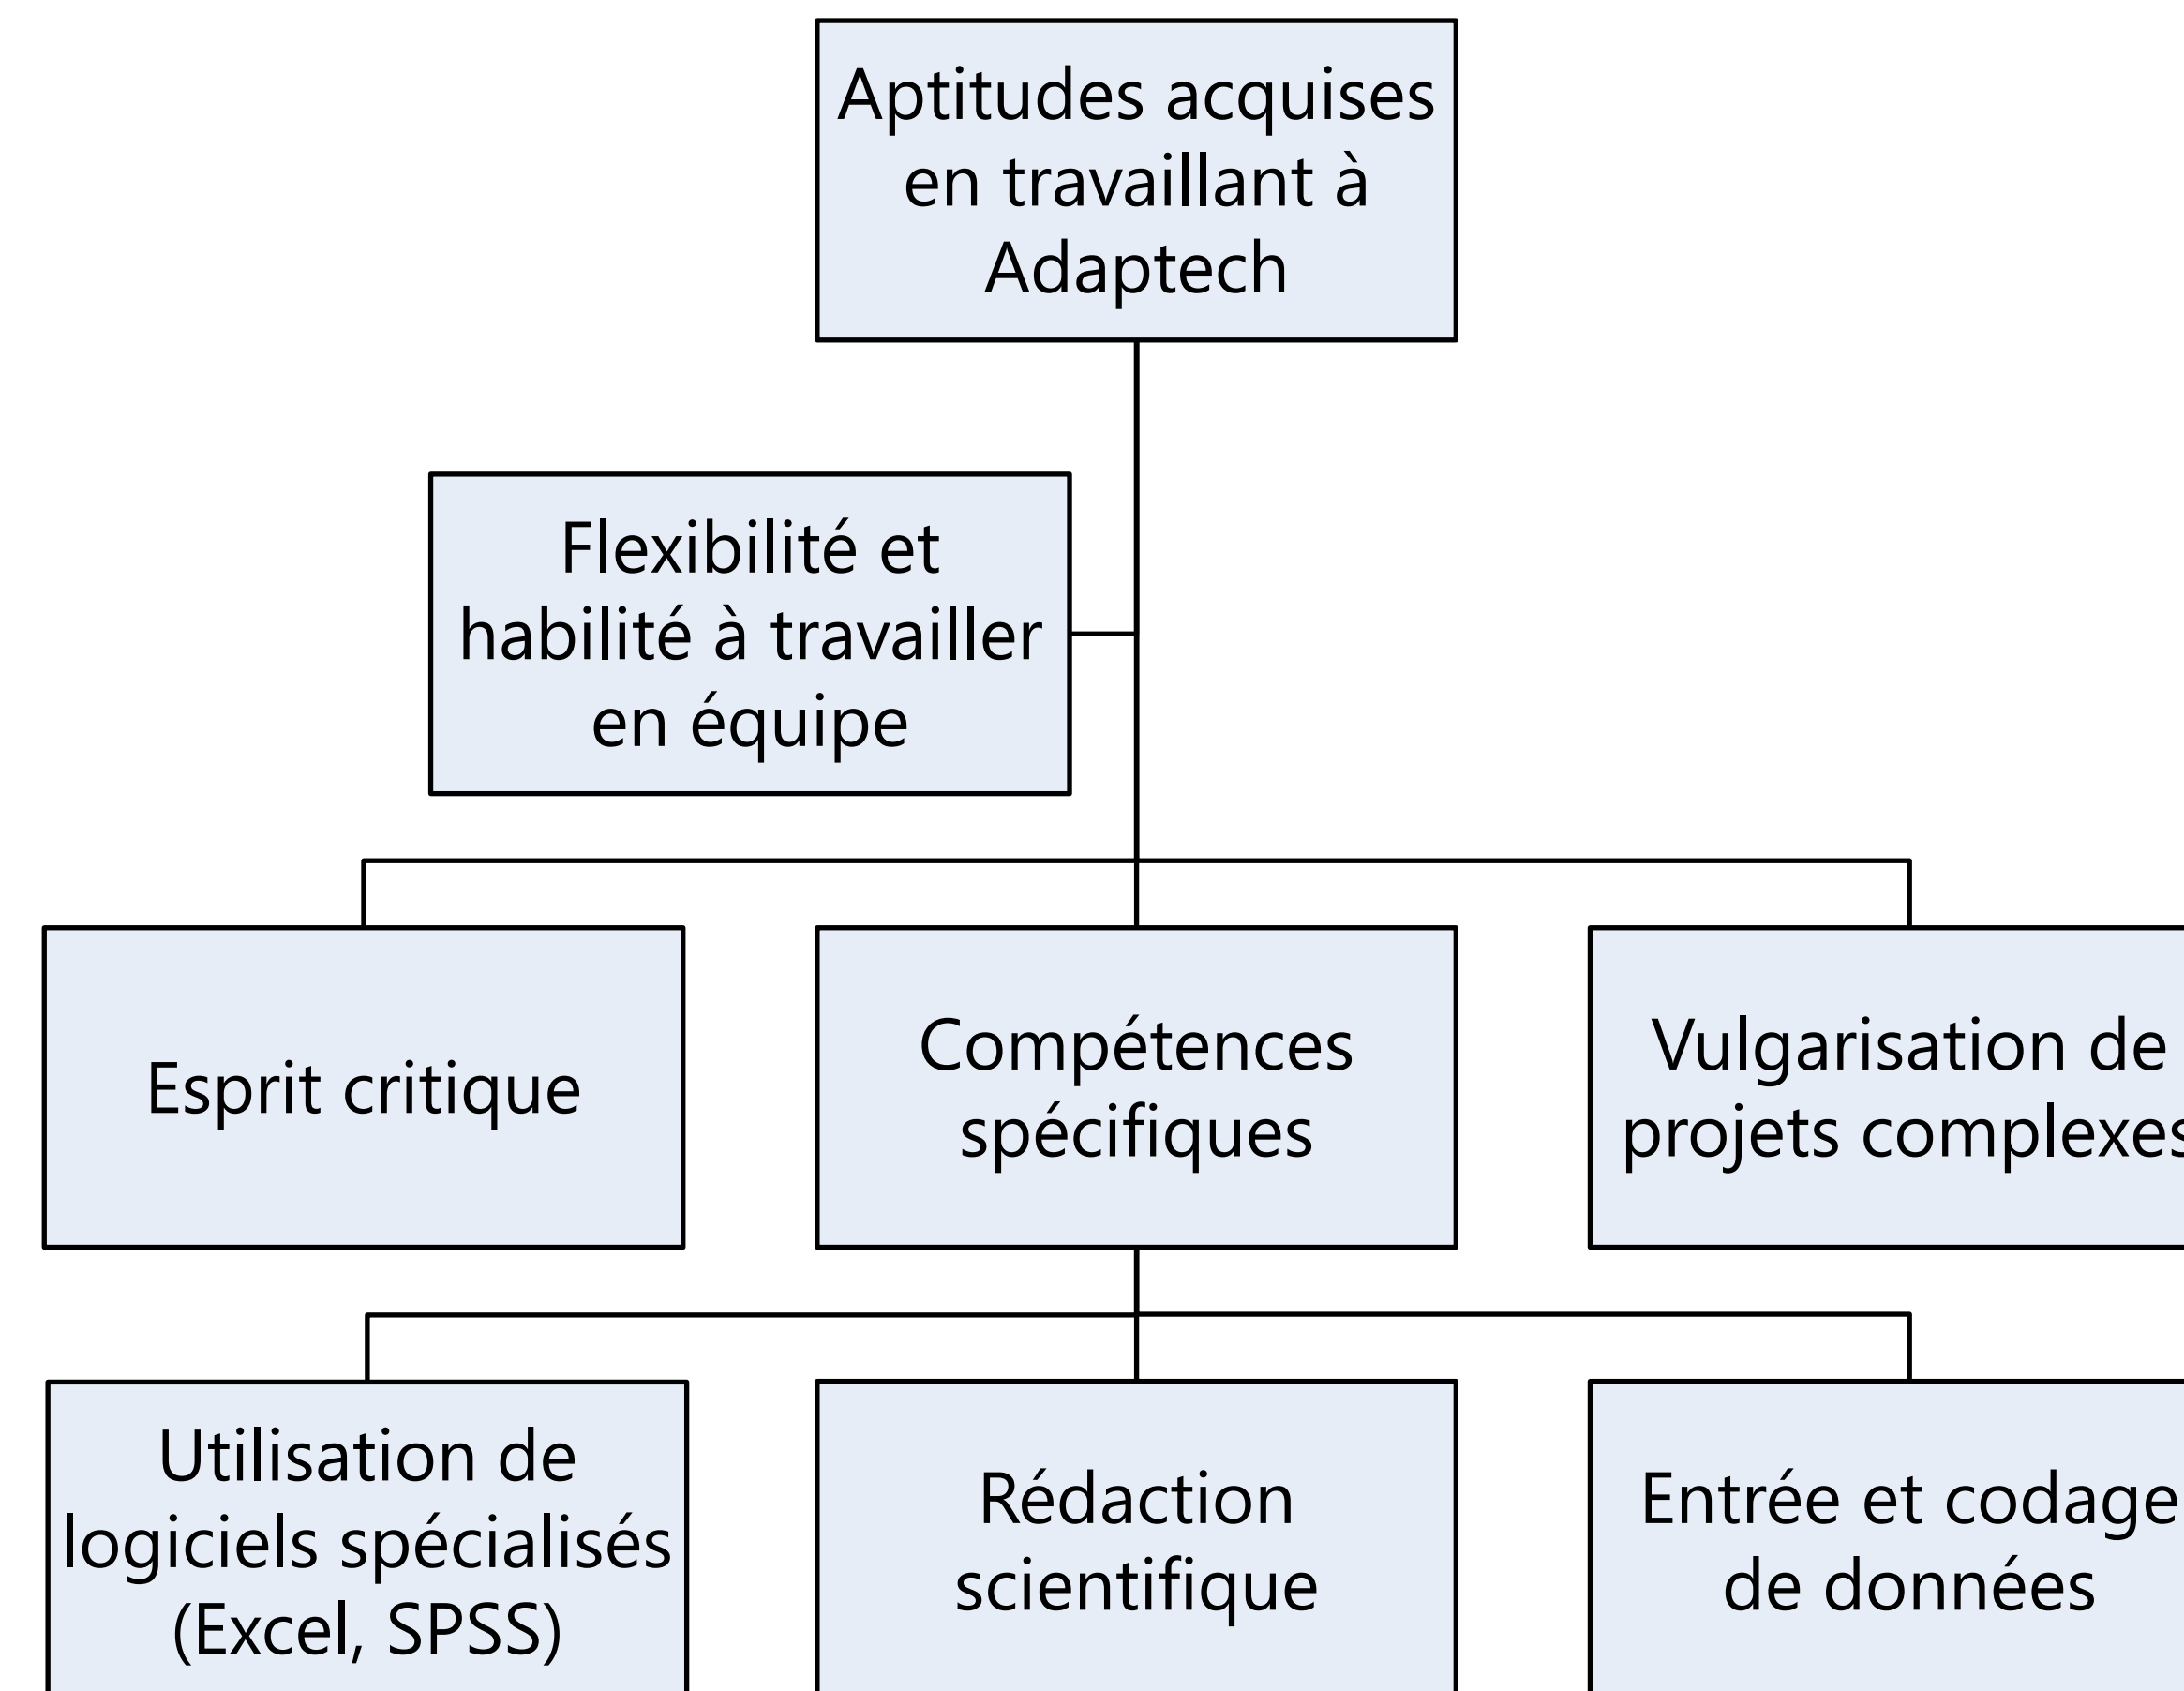 Aptitudes acquises
en travaillant à
Adaptech
Flexibilité et
habilité à travailler
en équipe
Esprit critique
Compétences
spécifiques
Vulgarisation de
projets complexes
Utilisation de
logiciels spécialisés
(Excel, SPSS)
Rédaction
scientifique
Entrée et codage
de données